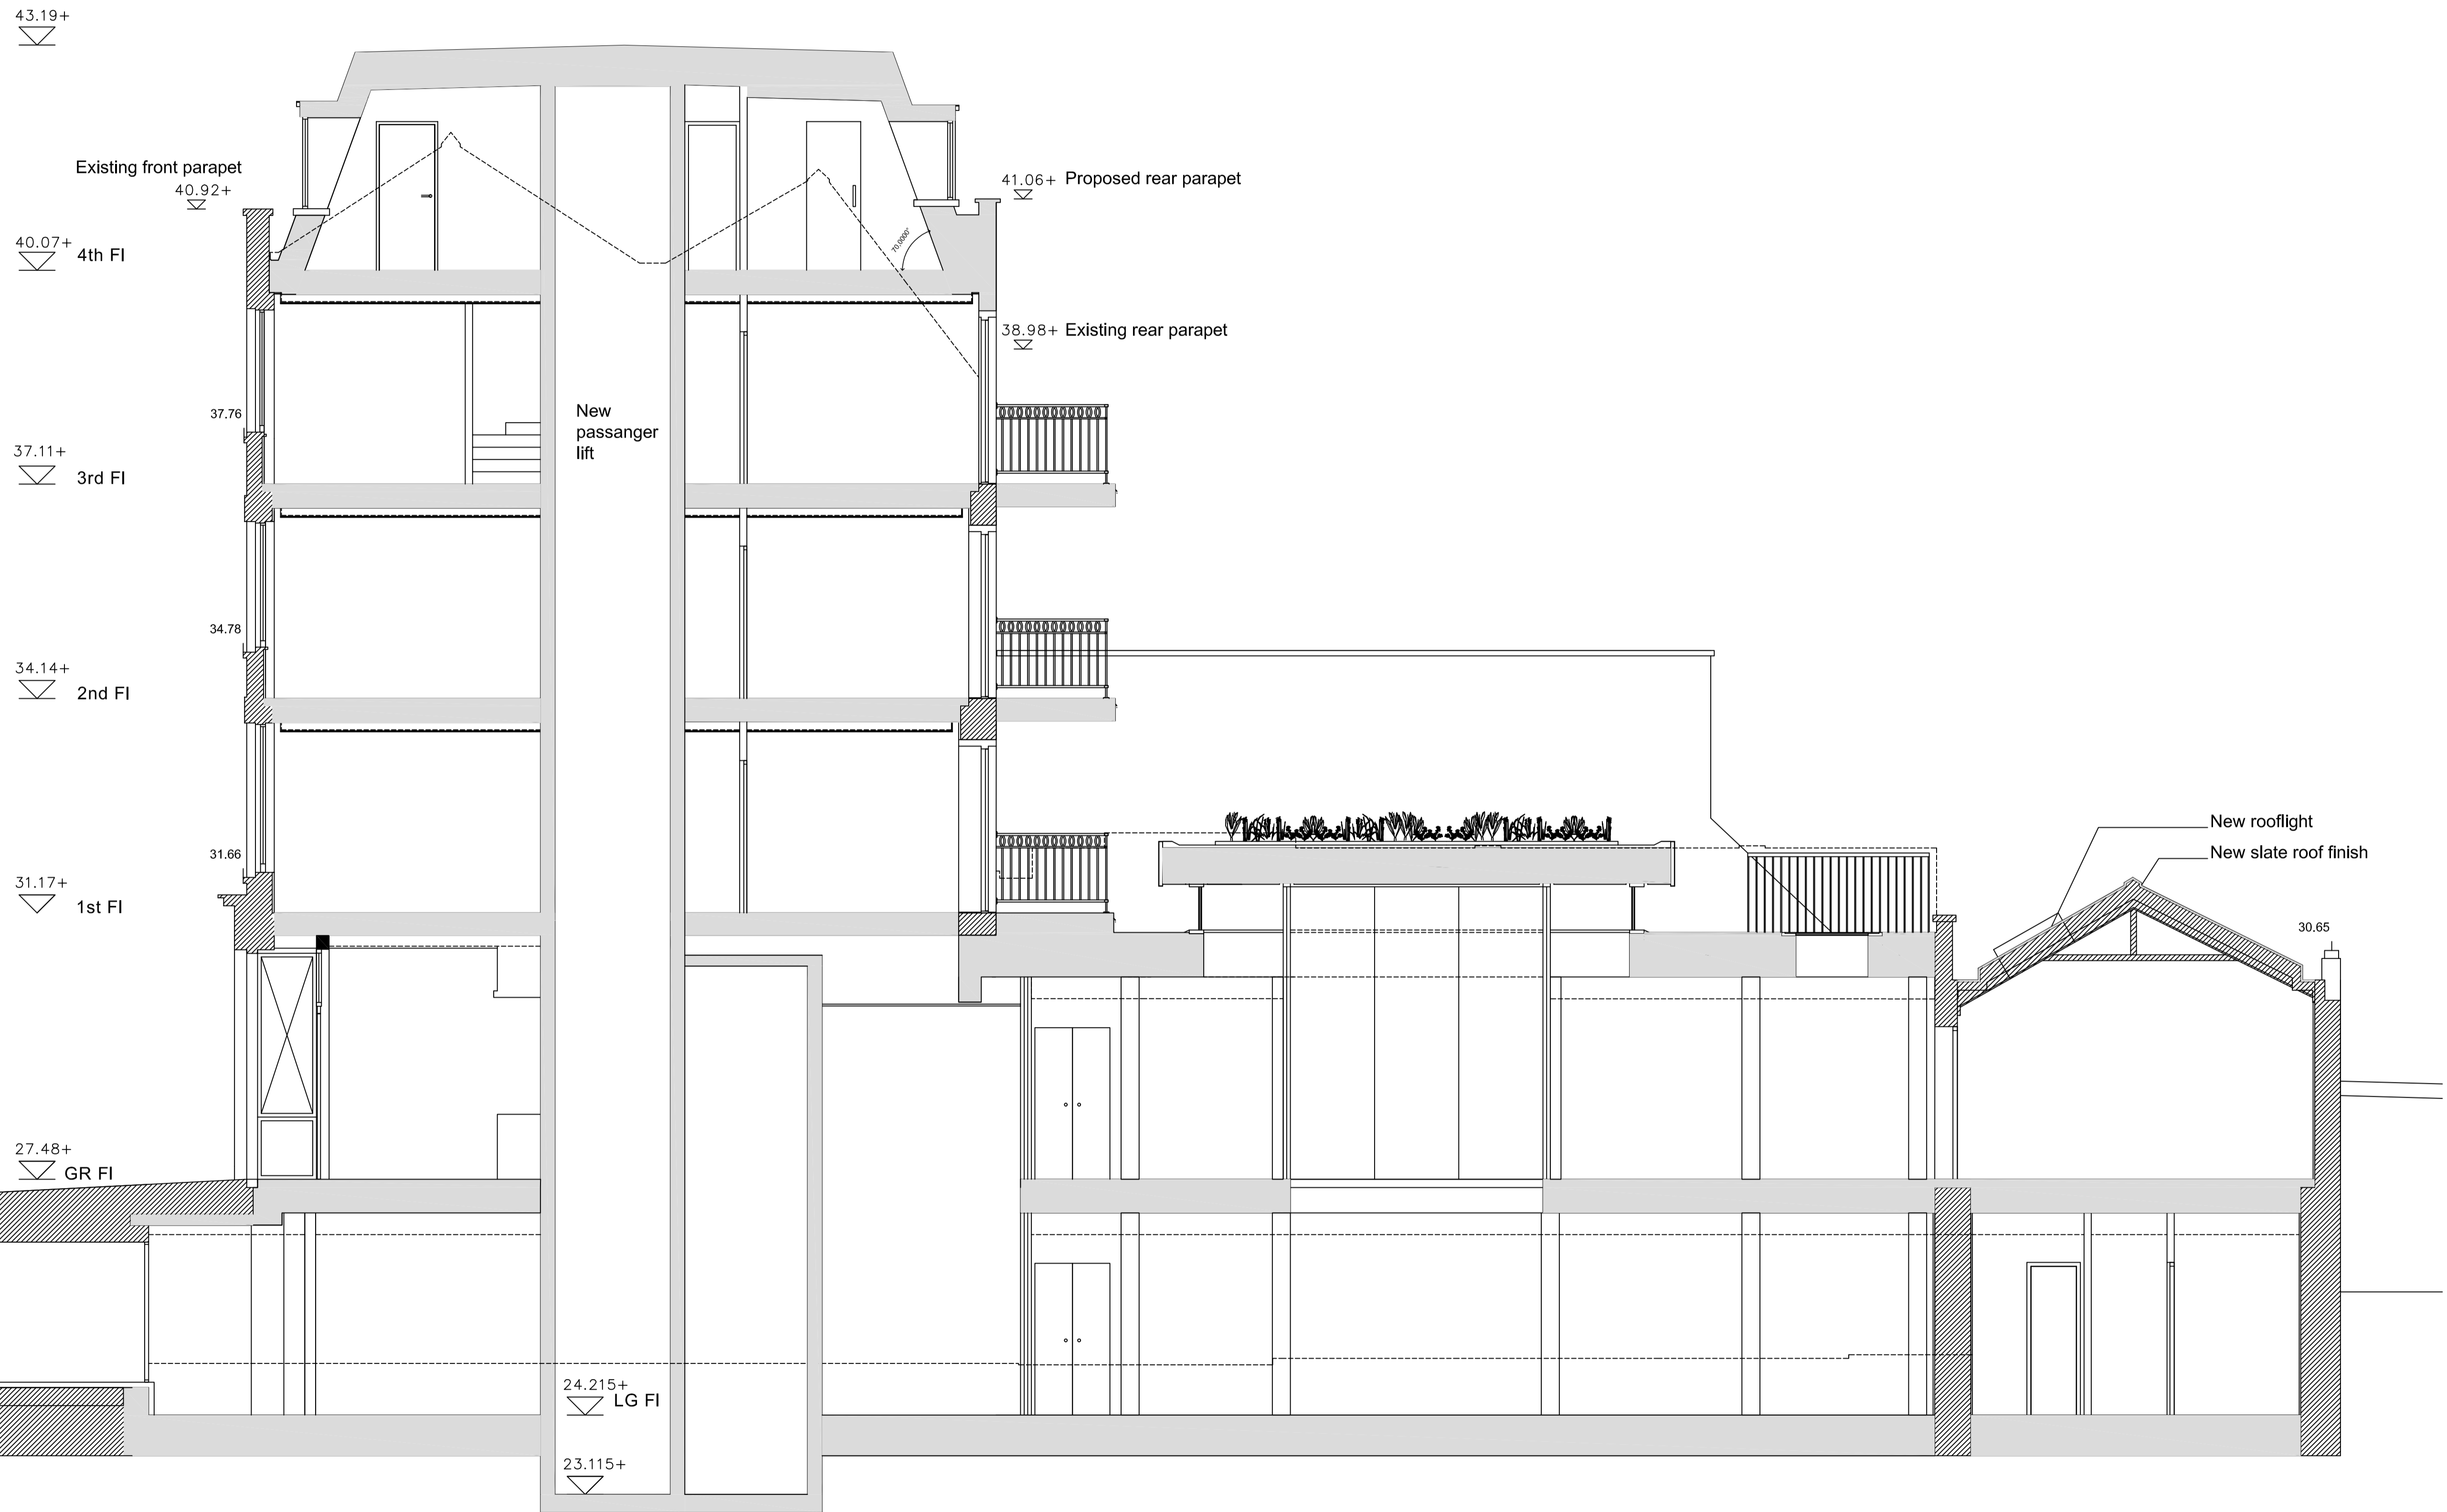 43.19+
Existing front parapet
40.92+
41.06+ Proposed rear parapet
40.07+
4th Fl
70,0000°
38.98+ Existing rear parapet
37.76
New
passanger
lift
37.11+
3rd Fl
34.78
34.14+
2nd Fl
New rooflight
New slate roof finish
31.66
31.17+
1st Fl
30.65
27.48+
GR Fl
24.215+
LG Fl
23.115+